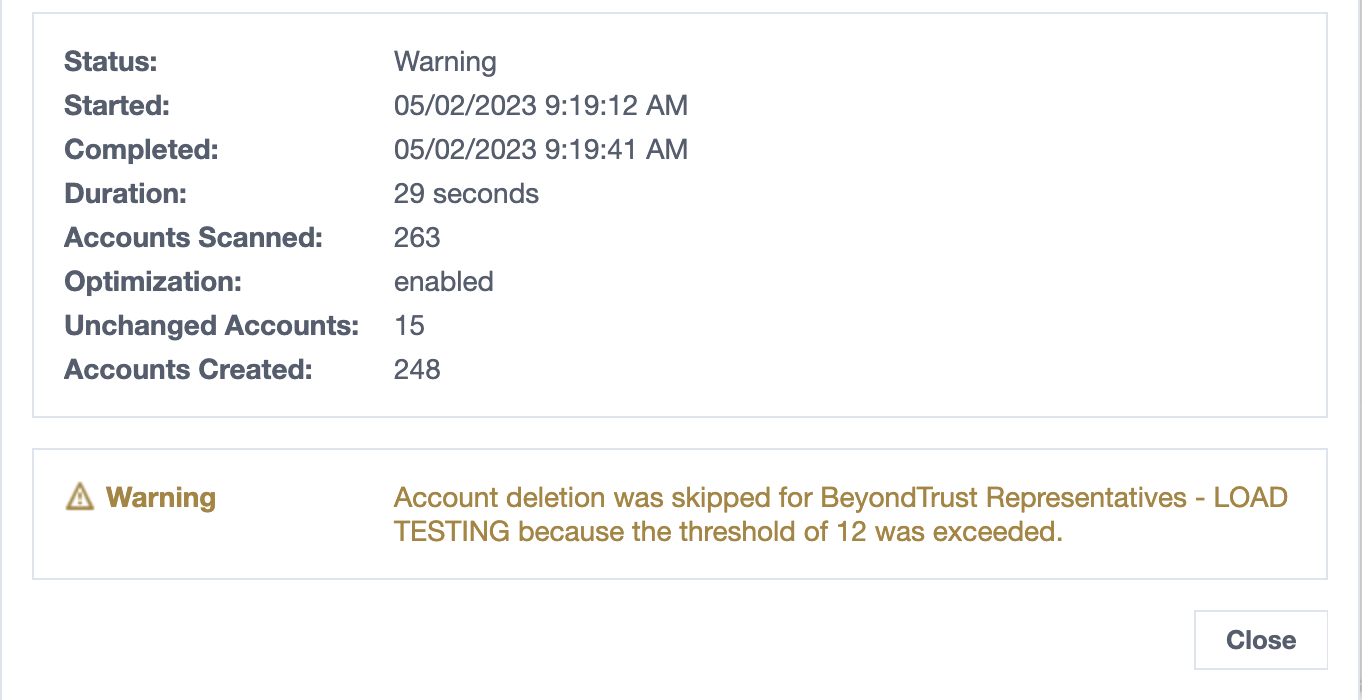 Status: Warning
Started: 05/02/2023 9:19:12 AM
Completed: 05/02/2023 9:19:41 AM
Duration: 29 seconds
Accounts Scanned: 263
Optimization: enabled
Unchanged Accounts: 15
Accounts Created: 248
Warning Account deletion was skipped for BeyondTrust Representatives - LOAD
TESTING because the threshold of 12 was exceeded.
Close